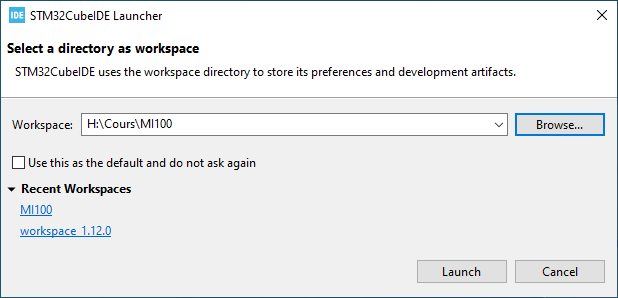 IDE STM32CubeIDE Launcher
Select a directory as workspace
STM32CubeIDE uses the workspace directory to store its preferences and development artifacts.
Workspace: H:\Cours\MI100 Browse...
Use this as the default and do not ask again
Recent Workspaces
MI100
workspace_1.12.0
Launch Cancel